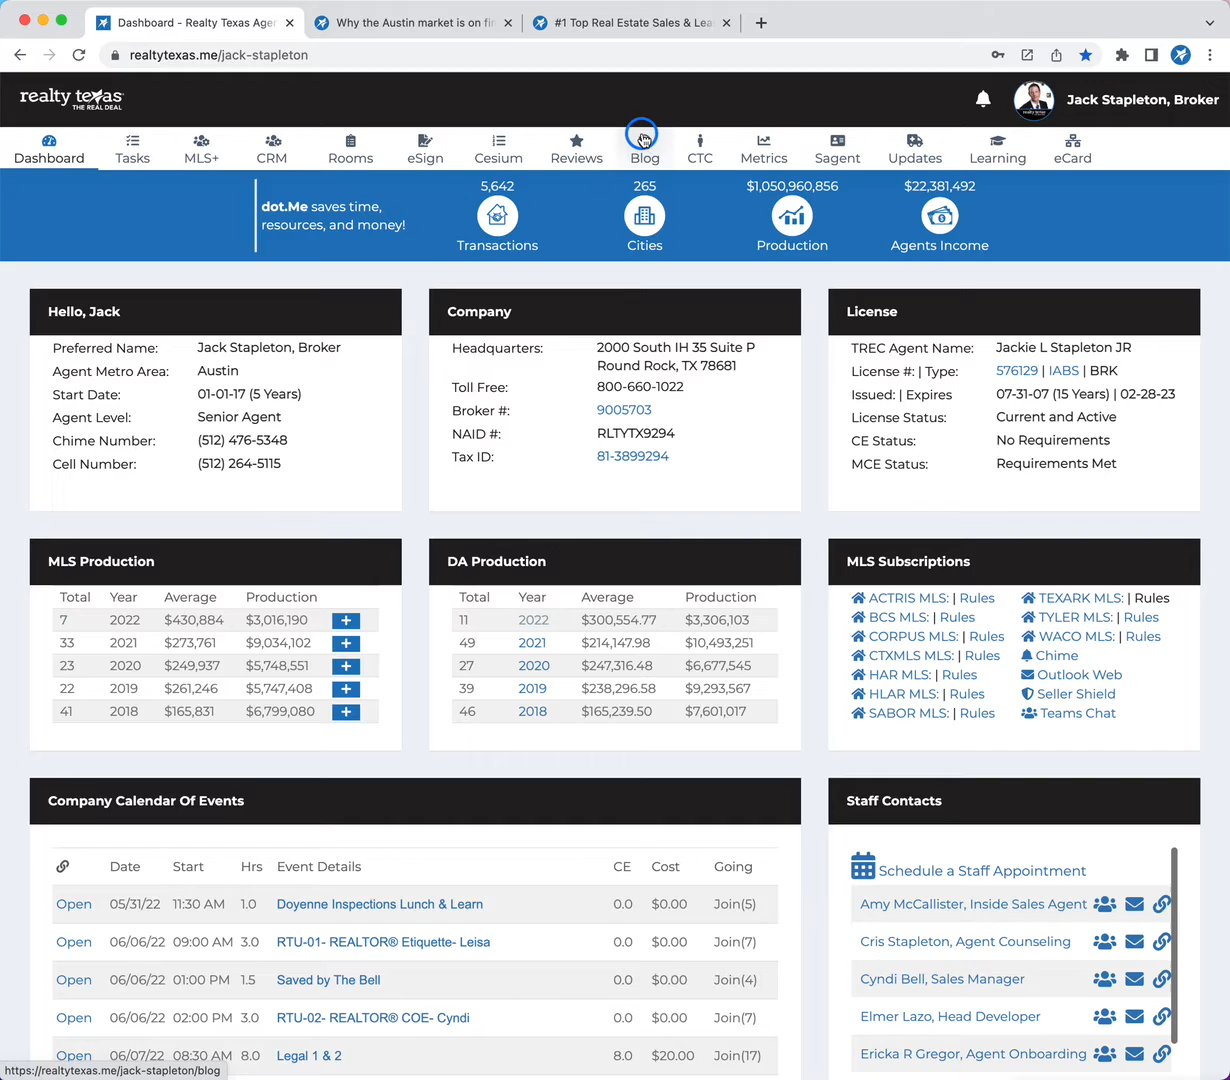 Dashboard - Realty Texas Agen
Why the Austin market is on fi
#1 Top Real Estate Sales & Lea
realtytexas.me/jack-stapleton
realty texas
THE REAL DEAL
Jack Stapleton, Broker
Dashboard Tasks MLS+ CRM Rooms eSign Cesium Reviews Blog CTC Metrics Sagent Updates Learning eCard
dot.Me saves time,
resources, and money!
5,642
Transactions
265
Cities
$1,050,960,856
Production
$22,381,492
Agents Income
Hello, Jack
Preferred Name: Jack Stapleton, Broker
Agent Metro Area: Austin
Start Date: 01-01-17 (5 Years)
Agent Level: Senior Agent
Chime Number: (512) 476-5348
Cell Number: (512) 264-5115
Company
Headquarters: 2000 South IH 35 Suite P
Round Rock, TX 78681
Toll Free: 800-660-1022
Broker #: 9005703
NAID #: RLTYTX9294
Tax ID: 81-3899294
License
TREC Agent Name: Jackie L Stapleton JR
License #: | Type: 576129 | IABS | BRK
Issued: | Expires 07-31-07 (15 Years) | 02-28-23
License Status: Current and Active
CE Status: No Requirements
MCE Status: Requirements Met
MLS Production
Total Year Average Production
7 2022 $430,884 $3,016,190 +
33 2021 $273,761 $9,034,102 +
23 2020 $249,937 $5,748,551 +
22 2019 $261,246 $5,747,408 +
41 2018 $165,831 $6,799,080 +
DA Production
Total Year Average Production
11 2022 $300,554.77 $3,306,103
49 2021 $214,147.98 $10,493,251
27 2020 $247,316.48 $6,677,545
39 2019 $238,296.58 $9,293,567
46 2018 $165,239.50 $7,601,017
MLS Subscriptions
ACTRIS MLS: | Rules
BCS MLS: | Rules
CORPUS MLS: | Rules
CTXMLS MLS: | Rules
HAR MLS: | Rules
HLAR MLS: | Rules
SABOR MLS: | Rules
TEXARK MLS: | Rules
TYLER MLS: | Rules
WACO MLS: | Rules
Chime
Outlook Web
Seller Shield
Teams Chat
Company Calendar Of Events
Date Start Hrs Event Details CE Cost Going
Open 05/31/22 11:30 AM 1.0 Doyenne Inspections Lunch & Learn 0.0 $0.00 Join(5)
Open 06/06/22 09:00 AM 3.0 RTU-01- REALTOR® Etiquette- Leisa 0.0 $0.00 Join(7)
Open 06/06/22 01:00 PM 1.5 Saved by The Bell 0.0 $0.00 Join(4)
Open 06/06/22 02:00 PM 3.0 RTU-02- REALTOR® COE- Cyndi 0.0 $0.00 Join(7)
Open 06/07/22 08:30 AM 8.0 Legal 1 & 2 8.0 $20.00 Join(17)
Staff Contacts
Schedule a Staff Appointment
Amy McCallister, Inside Sales Agent
Cris Stapleton, Agent Counseling
Cyndi Bell, Sales Manager
Elmer Lazo, Head Developer
Ericka R Gregor, Agent Onboarding
https://realtytexas.me/jack-stapleton/blog